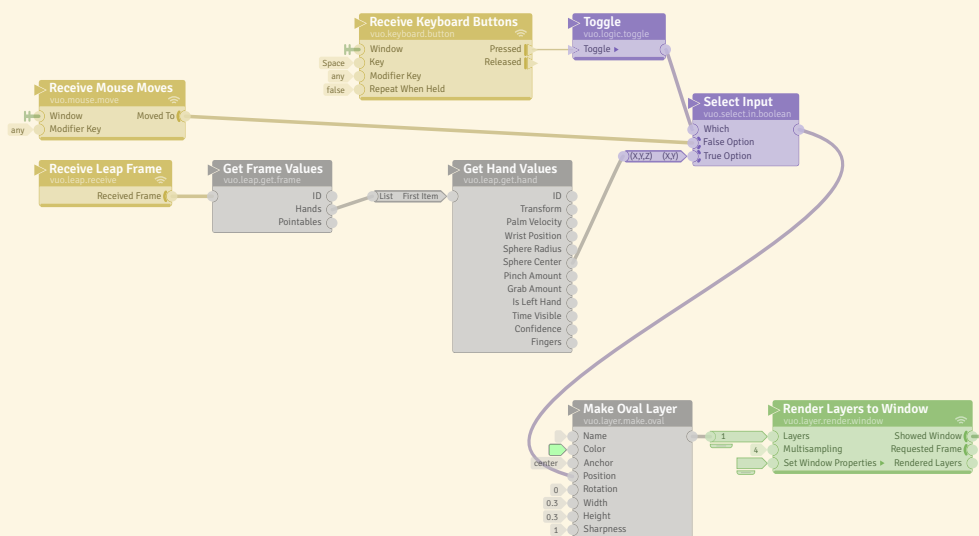 Receive Keyboard Buttons
vuo.keyboard.button
Window Pressed
Space Key Released
any Modifier Key
false Repeat When Held
Toggle
vuo.logic.toggle
Toggle ▸
Receive Mouse Moves
vuo.mouse.move
Window Moved To
any Modifier Key
Select Input
vuo.select.in.boolean
Which
False Option
(X,Y,Z) (X,Y) True Option
Receive Leap Frame
vuo.leap.receive
Received Frame
Get Frame Values
vuo.leap.get.frame
ID
Hands
Pointables
List First Item
Get Hand Values
vuo.leap.get.hand
ID
Transform
Palm Velocity
Wrist Position
Sphere Radius
Sphere Center
Pinch Amount
Grab Amount
Is Left Hand
Time Visible
Confidence
Fingers
Make Oval Layer
vuo.layer.make.oval
Name
Color
center Anchor
Position
0 Rotation
0.3 Width
0.3 Height
1 Sharpness
Render Layers to Window
vuo.layer.render.window
1 Layers Showed Window
4 Multisampling Requested Frame
Set Window Properties ▸ Rendered Layers